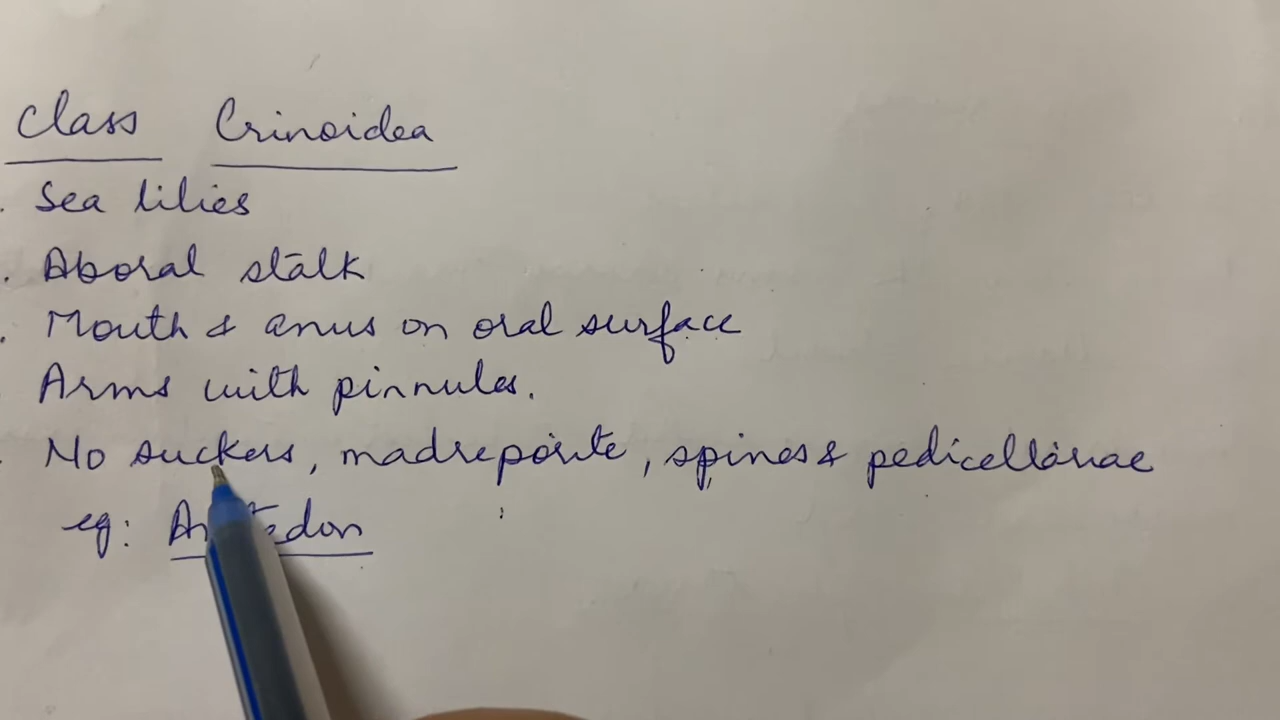 Class Crinoidea
. Sea lilies
. Aboral stalk
. Mouth & anus on oral surface
. Arms with pinnules.
. No suckers, madreporite, spines & pedicellariae
eg: